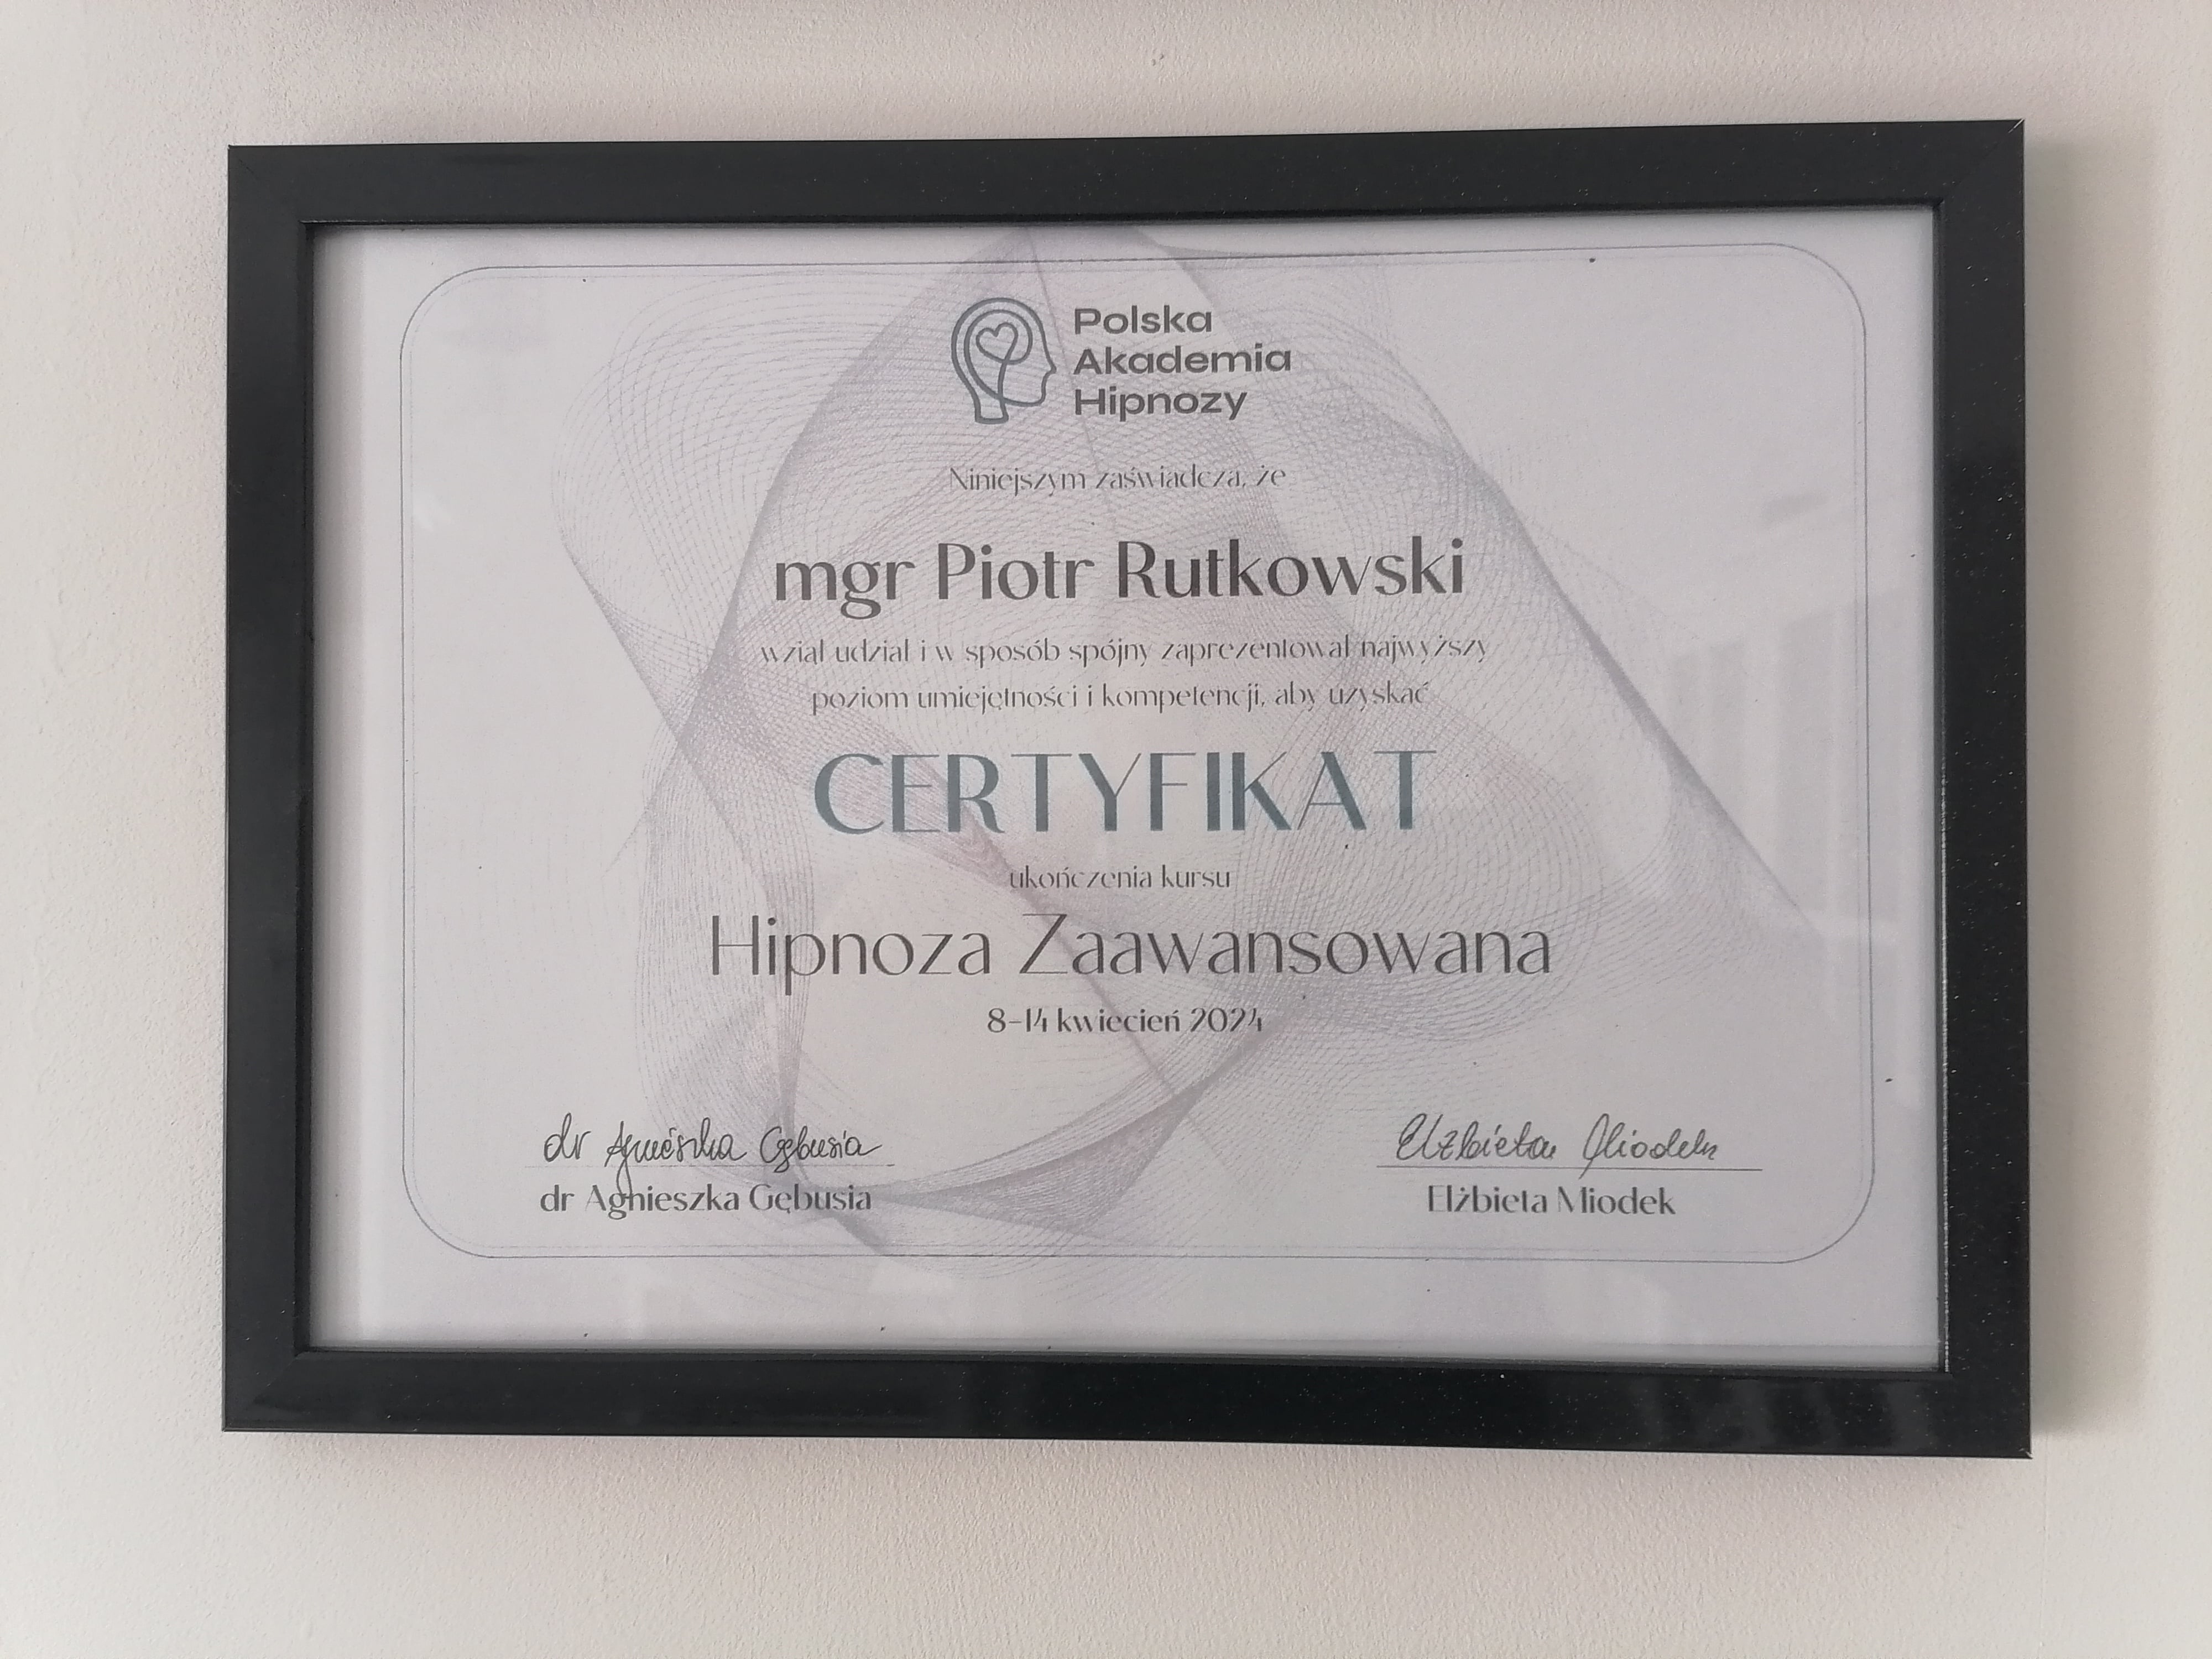 Polska
Akademia
Hipnozy
Niniejszym zaświadcza, że
mgr Piotr Rutkowski
wziął udział i w sposób spójny zaprezentował najwyższy
poziom umiejętności i kompetencji, aby uzyskać
CERTYFIKAT
ukończenia kursu
Hipnoza Zaawansowana
8-14 kwiecień 2024
dr Agnieszka Gębusia
Elżbieta Miodek
dr Agnieszka Gębusia
Elżbieta Miodek